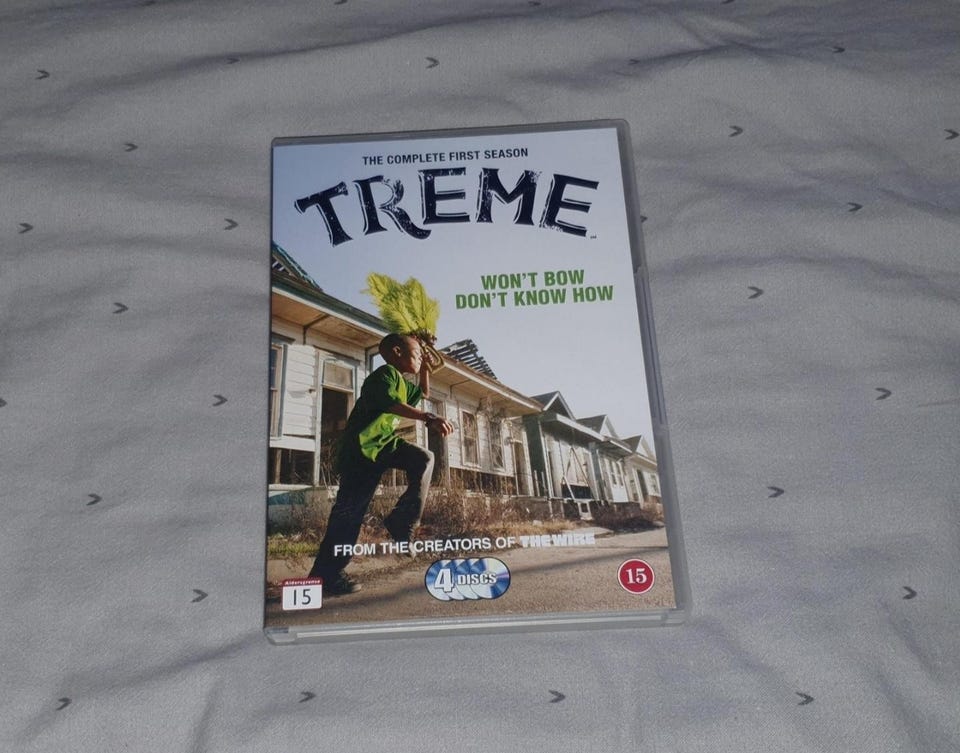 THE COMPLETE FIRST SEASON
TREME
WON'T BOW
DON'T KNOW HOW
FROM THE CREATORS OF THE WIRE
4 DISCS
Aldersgrense
15
15